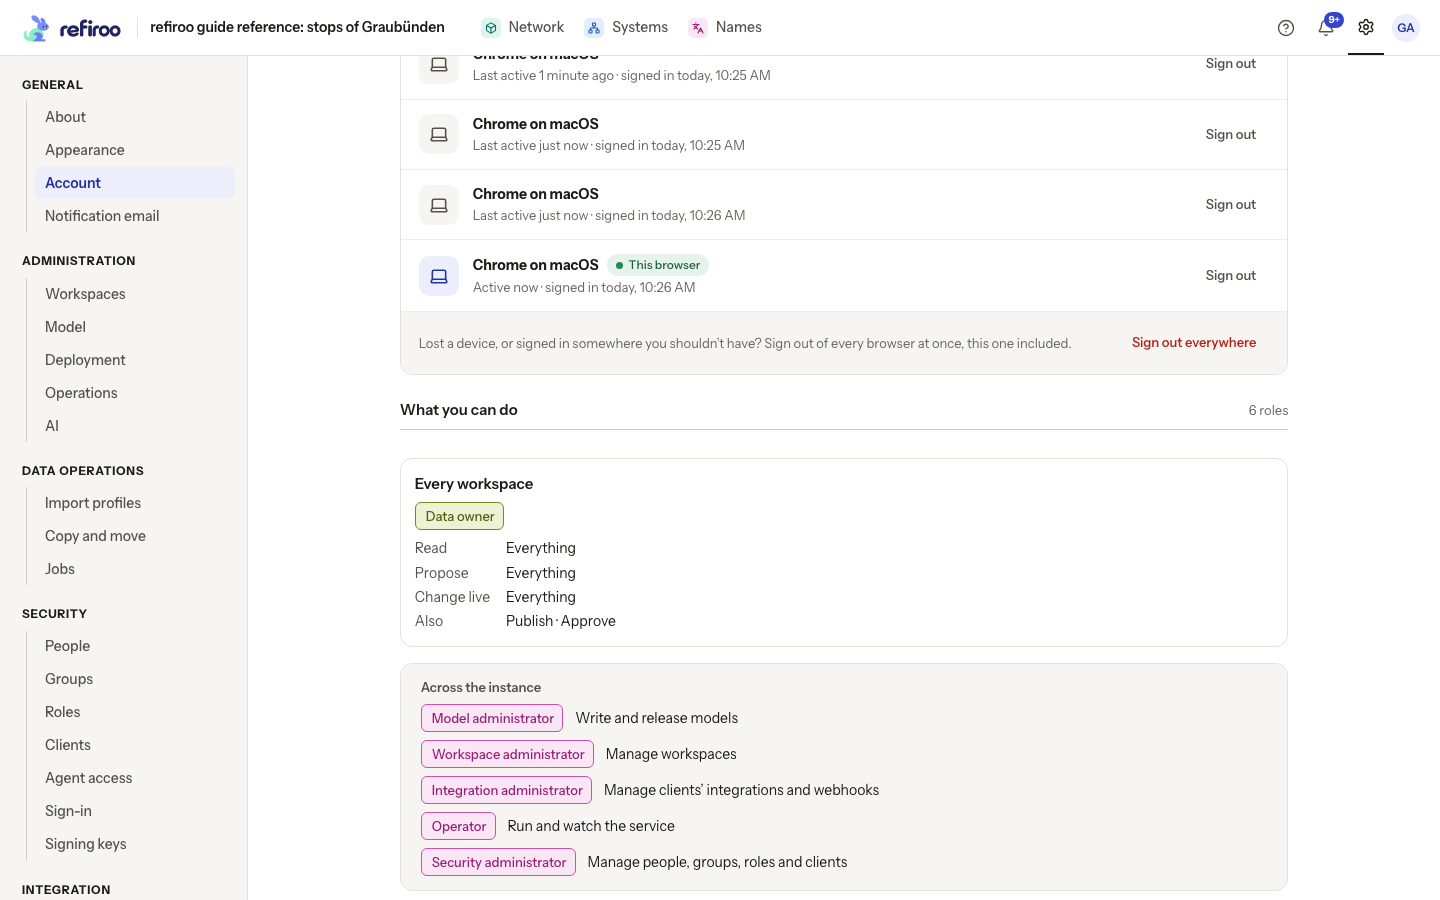 refiroo
refiroo guide reference: stops of Graubünden
Network
Systems
Names
9+
GA
GENERAL
About
Appearance
Account
Notification email
ADMINISTRATION
Workspaces
Model
Deployment
Operations
AI
DATA OPERATIONS
Import profiles
Copy and move
Jobs
SECURITY
People
Groups
Roles
Clients
Agent access
Sign-in
Signing keys
INTEGRATION
Chrome on macOS
Last active 1 minute ago · signed in today, 10:25 AM
Sign out
Chrome on macOS
Last active just now · signed in today, 10:25 AM
Sign out
Chrome on macOS
Last active just now · signed in today, 10:26 AM
Sign out
Chrome on macOS This browser
Active now · signed in today, 10:26 AM
Sign out
Lost a device, or signed in somewhere you shouldn’t have? Sign out of every browser at once, this one included.
Sign out everywhere
What you can do
6 roles
Every workspace
Data owner
Read Everything
Propose Everything
Change live Everything
Also Publish · Approve
Across the instance
Model administrator Write and release models
Workspace administrator Manage workspaces
Integration administrator Manage clients’ integrations and webhooks
Operator Run and watch the service
Security administrator Manage people, groups, roles and clients